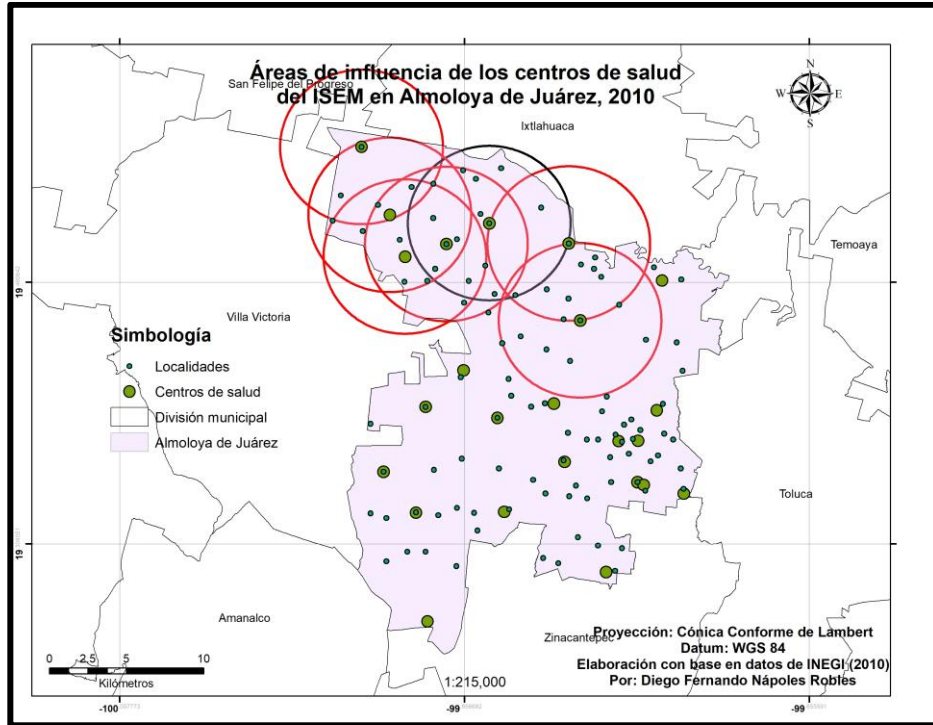 Áreas de influencia de los centros de salud
San Felipe del Progreso
del ISEM en Almoloya de Juárez, 2010
N
W E
S
Ixtlahuaca
Temoaya
19
Villa Victoria
Simbología
Localidades
Centros de salud
División municipal
Almoloya de Juárez
Toluca
19
Amanalco
Zinacantepec
Proyección: Cónica Conforme de Lambert
Datum: WGS 84
Elaboración con base en datos de INEGI (2010)
Por: Diego Fernando Nápoles Robles
0 2,5 5 10
Kilómetros
1:215,000
-100
-99
-99